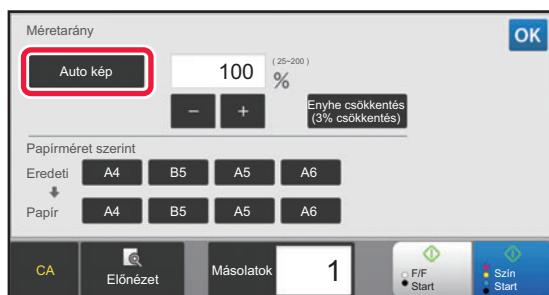 Méretarány
OK
Auto kép
100
(25~200)
%
−
+
Enyhe csökkentés
(3% csökkentés)
Papírméret szerint
Eredeti
A4
B5
A5
A6
Papír
A4
B5
A5
A6
CA
Előnézet
Másolatok
1
F/F
Start
Szín
Start